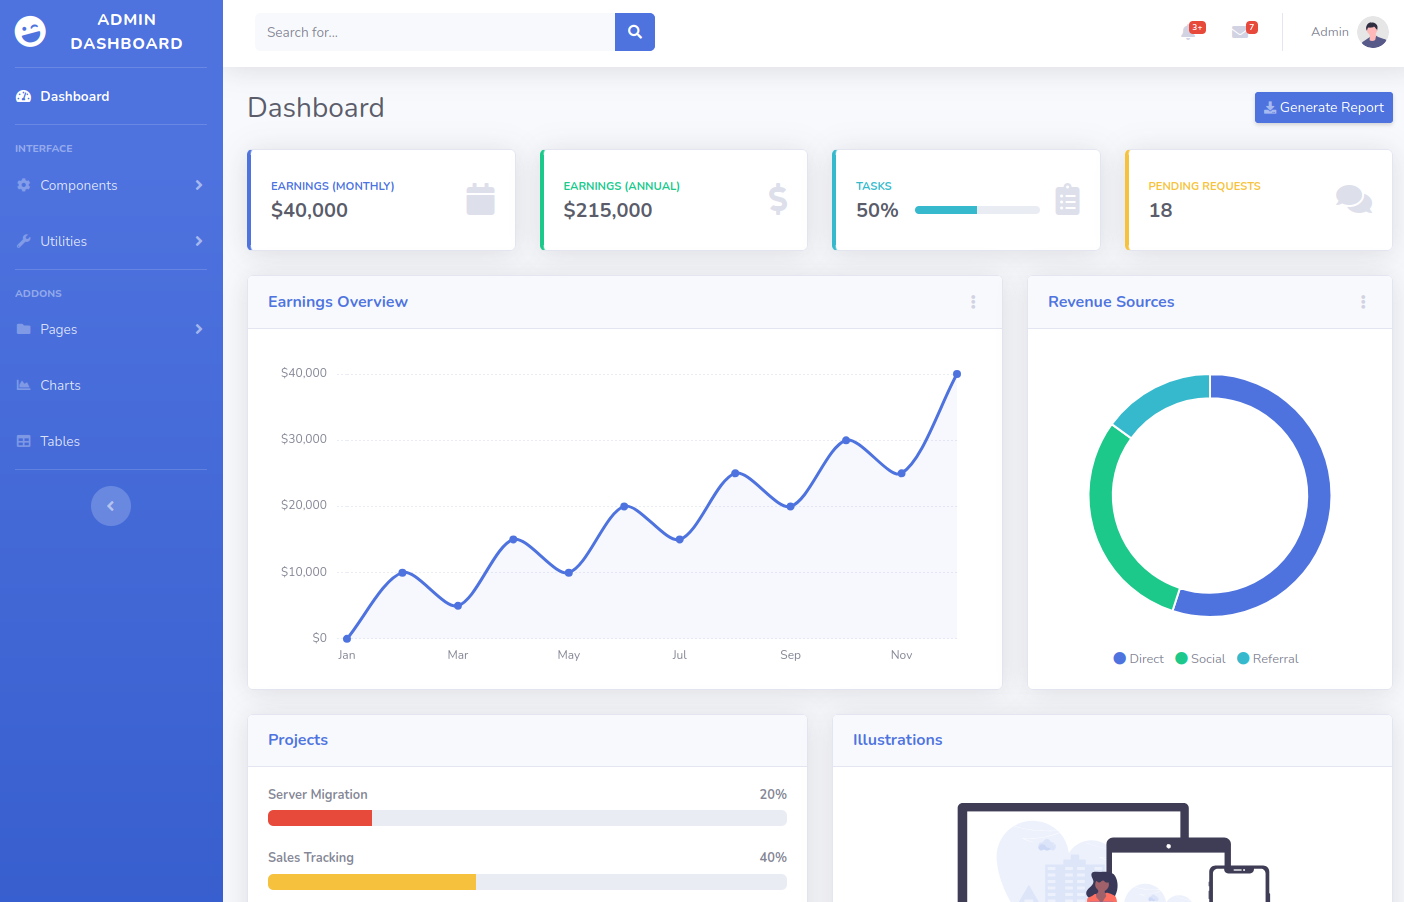 ADMIN
DASHBOARD
Search for...
3+
7
Admin
Dashboard
INTERFACE
Components
Utilities
ADDONS
Pages
Charts
Tables
Dashboard
Generate Report
EARNINGS (MONTHLY)
$40,000
EARNINGS (ANNUAL)
$215,000
TASKS
50%
PENDING REQUESTS
18
Earnings Overview
$40,000
$30,000
$20,000
$10,000
$0
Jan Mar May Jul Sep Nov
Revenue Sources
Direct Social Referral
Projects
Server Migration 20%
Sales Tracking 40%
Illustrations